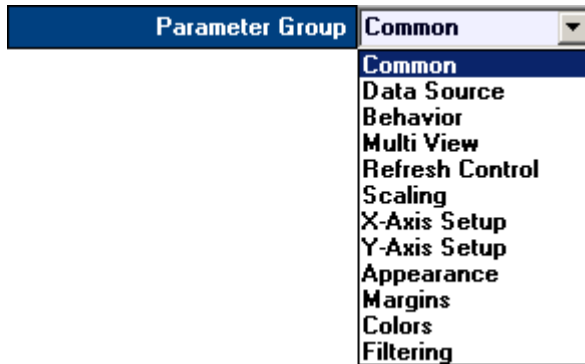 Parameter Group Common
Common
Data Source
Behavior
Multi View
Refresh Control
Scaling
X-Axis Setup
Y-Axis Setup
Appearance
Margins
Colors
Filtering